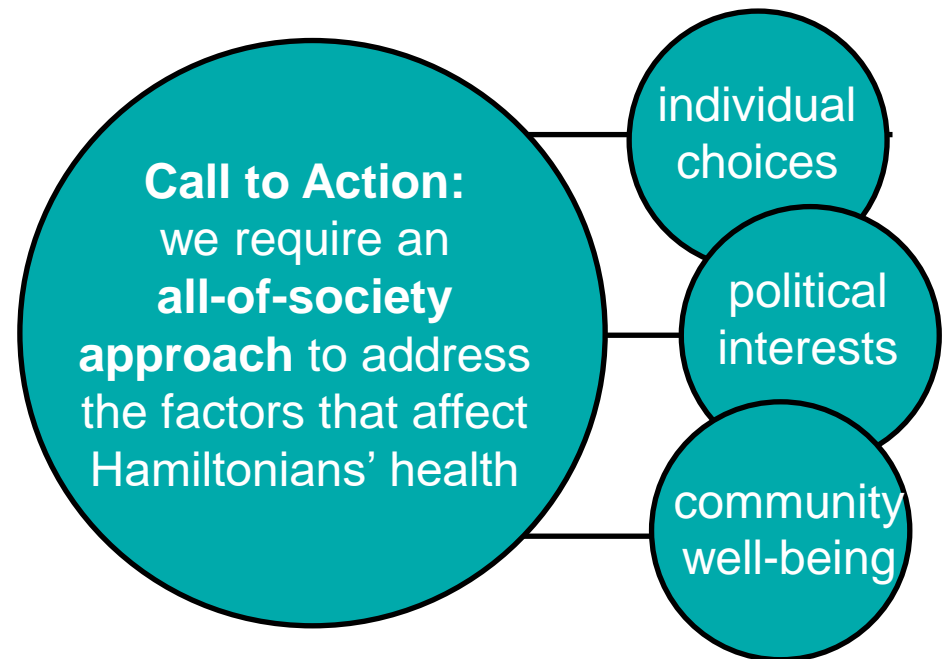 Call to Action:
we require an
all-of-society
approach to address
the factors that affect
Hamiltonians’ health
individual
choices
political
interests
community
well-being